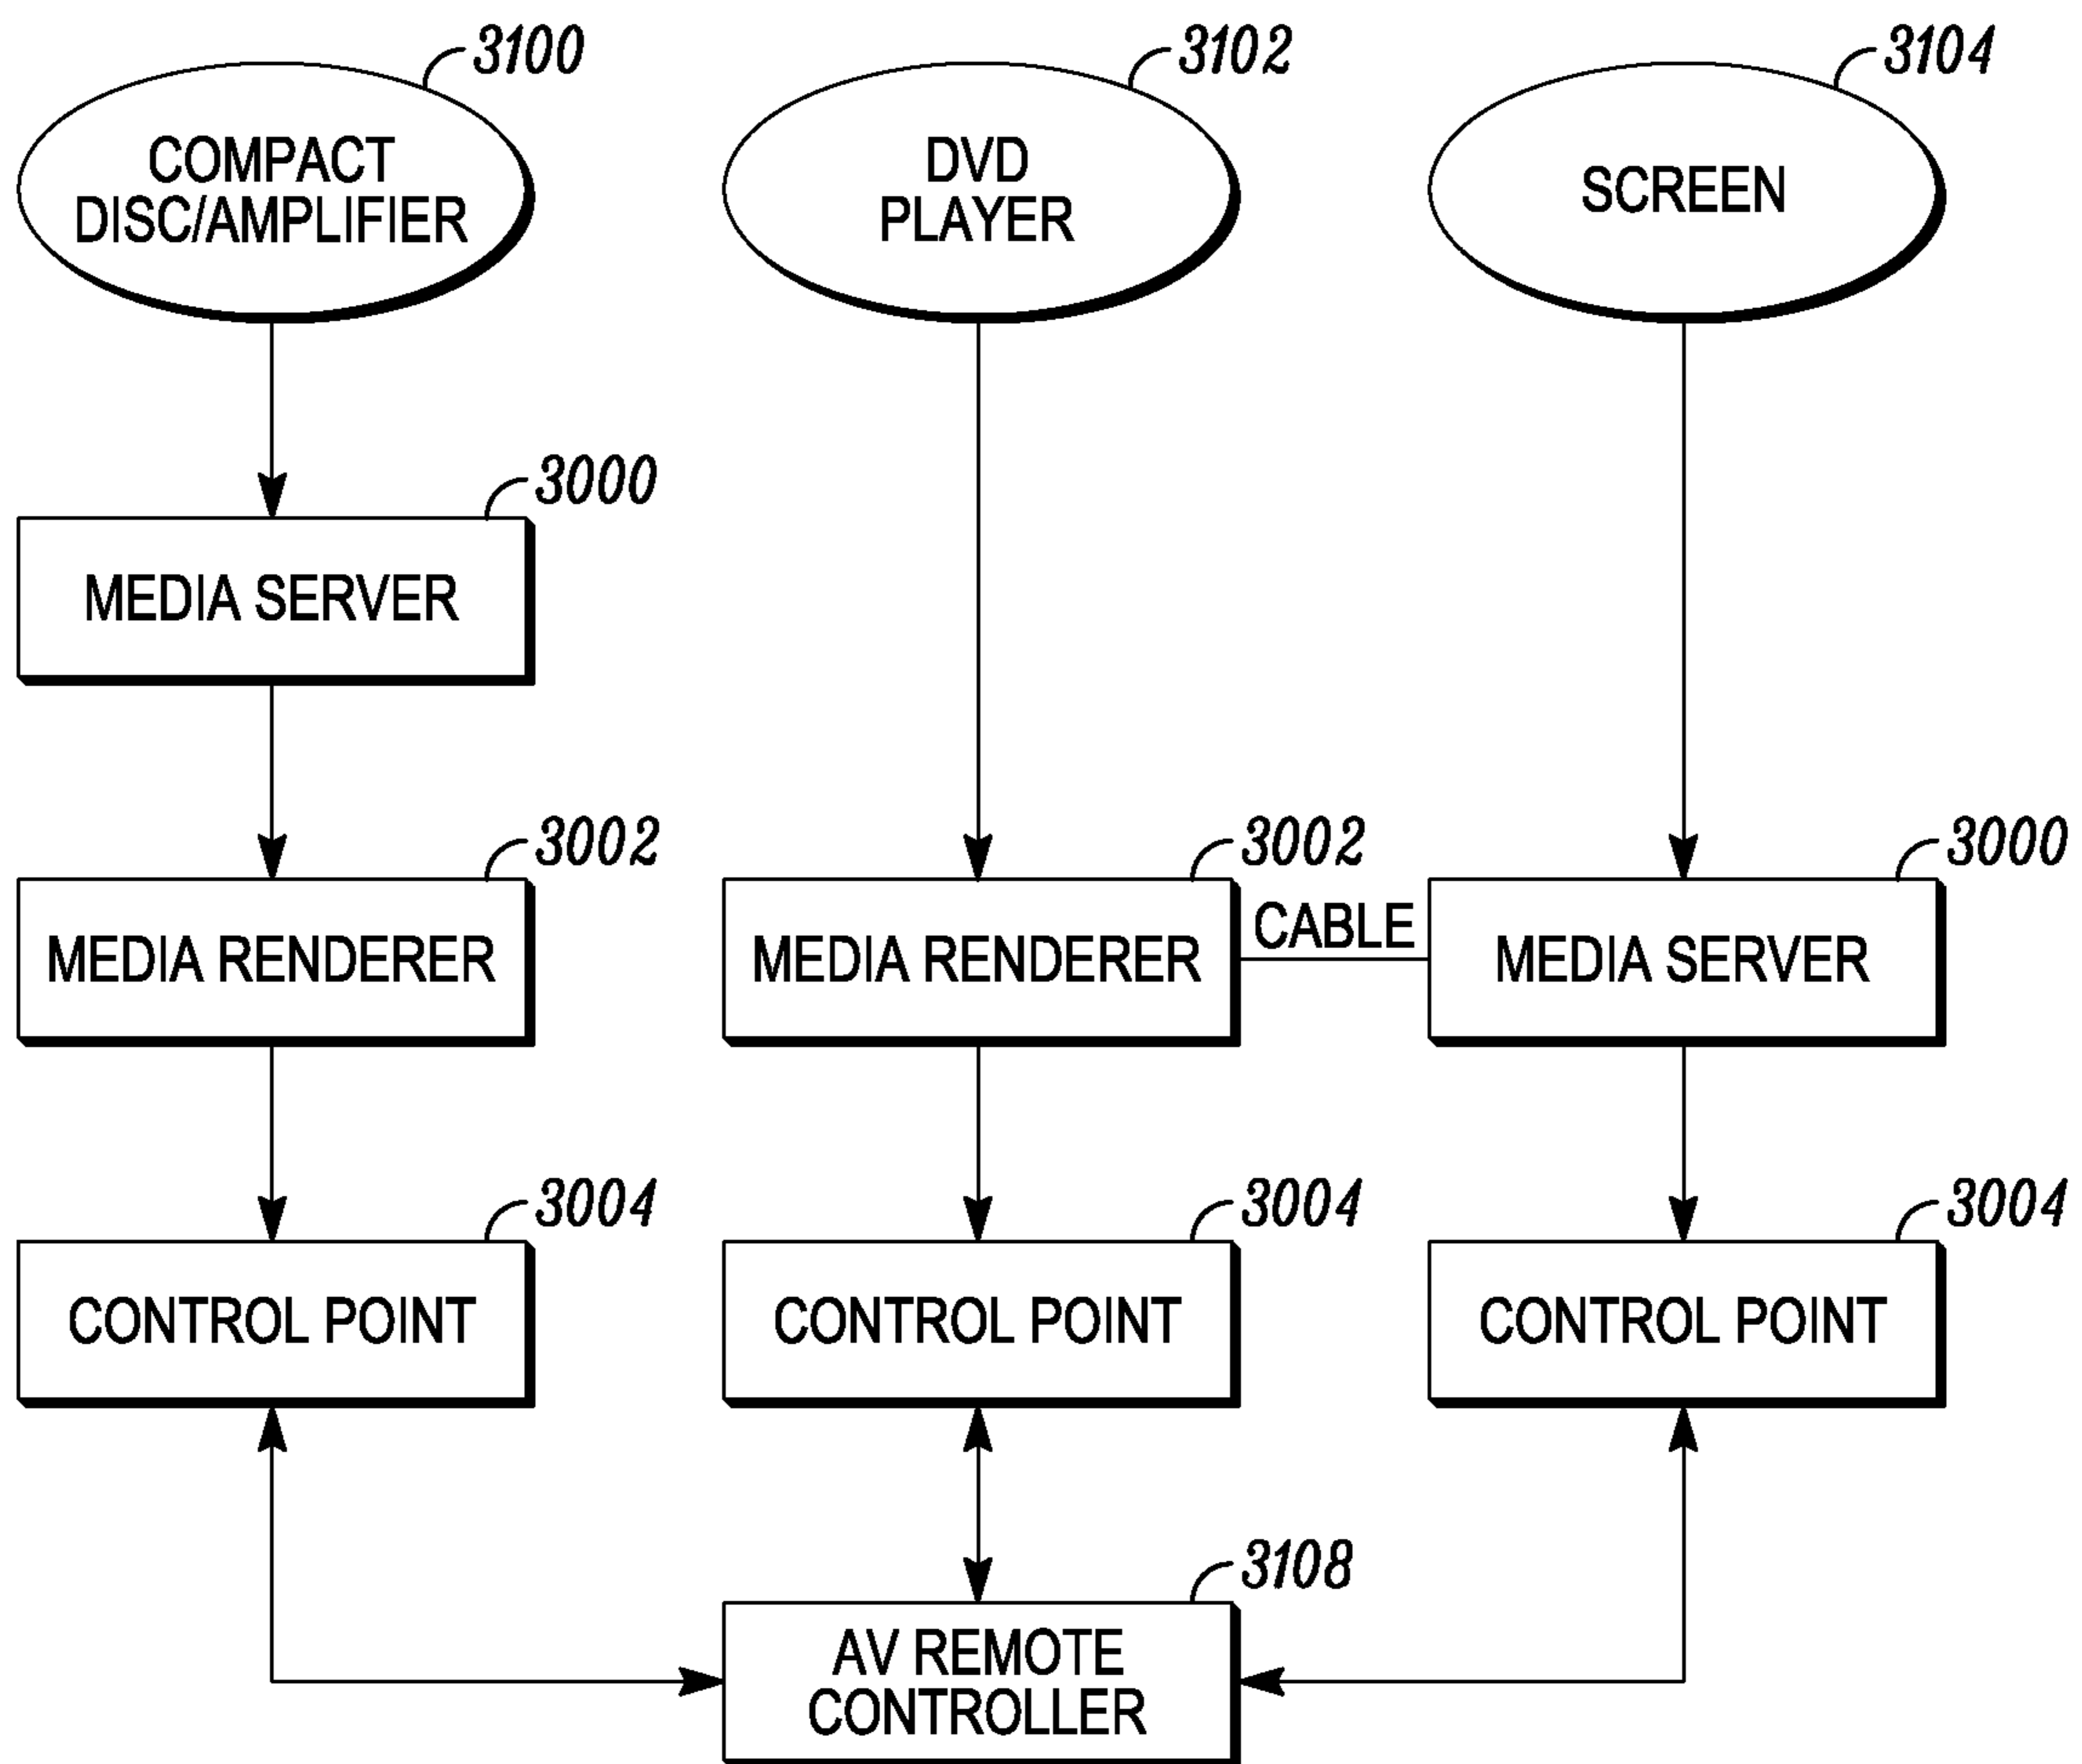 3100
3102
3104
COMPACT
DISC/AMPLIFIER
DVD
PLAYER
SCREEN
3000
MEDIA SERVER
3002
3002
3000
MEDIA RENDERER
MEDIA RENDERER
CABLE
MEDIA SERVER
3004
3004
3004
CONTROL POINT
CONTROL POINT
CONTROL POINT
3108
AV REMOTE
CONTROLLER